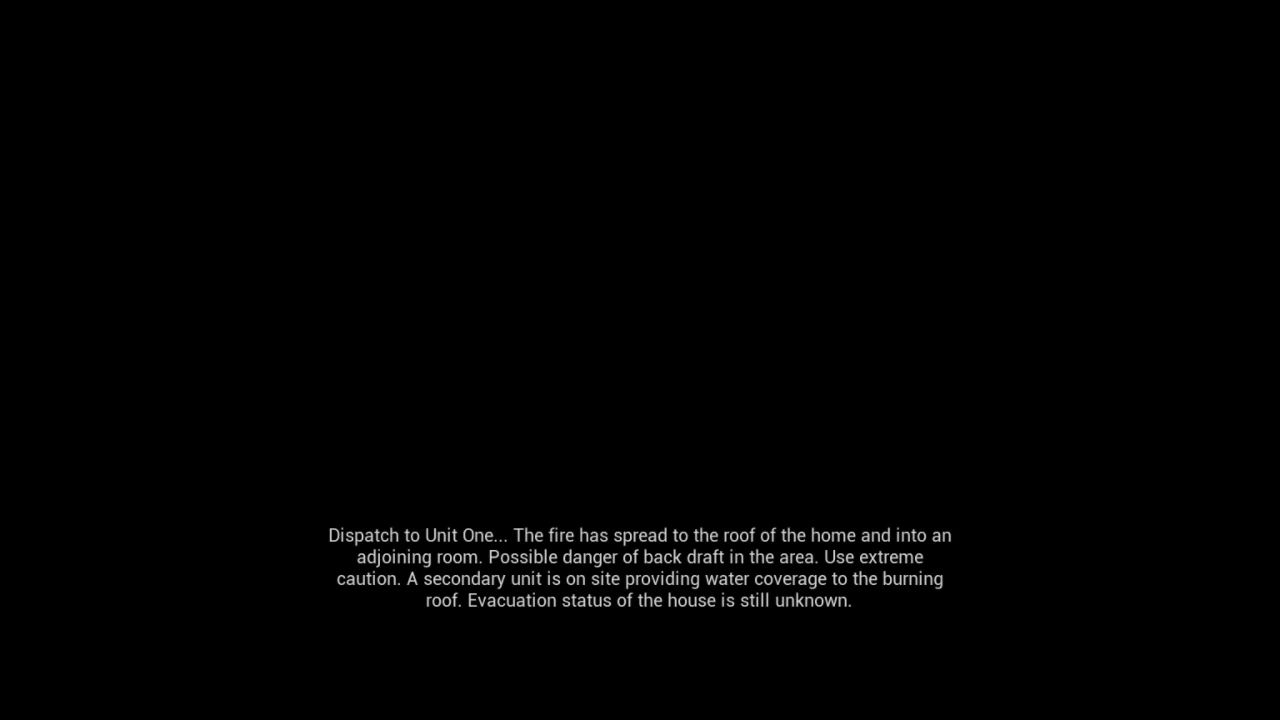 Dispatch to Unit One... The fire has spread to the roof of the home and into an
adjoining room. Possible danger of back draft in the area. Use extreme
caution. A secondary unit is on site providing water coverage to the burning
roof. Evacuation status of the house is still unknown.